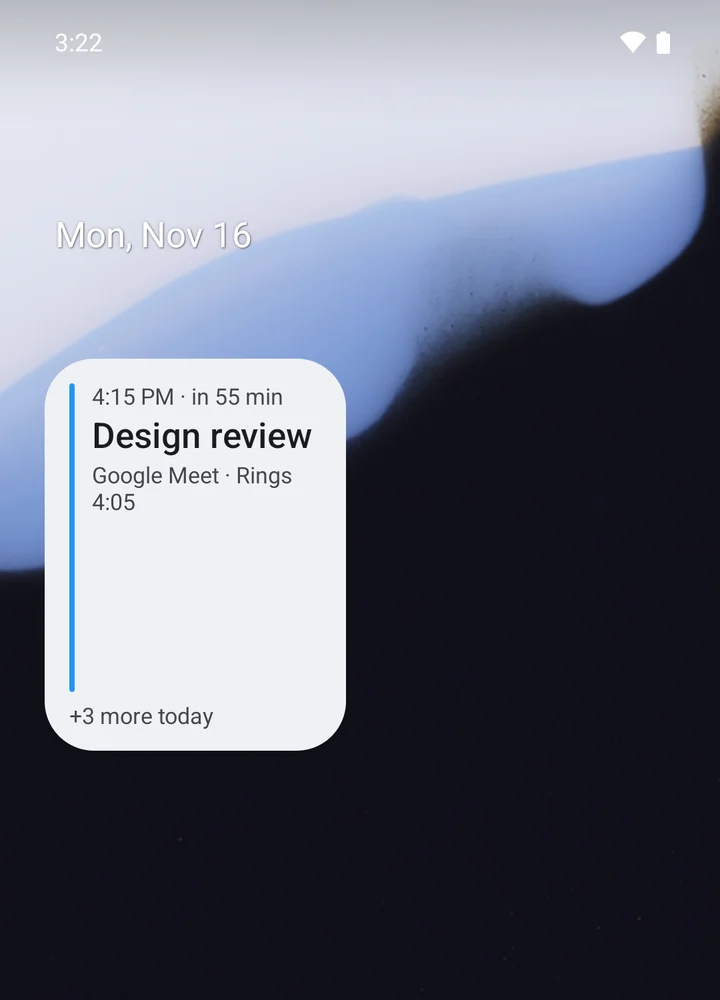 3:22
Mon, Nov 16
4:15 PM · in 55 min
Design review
Google Meet · Rings
4:05
+3 more today